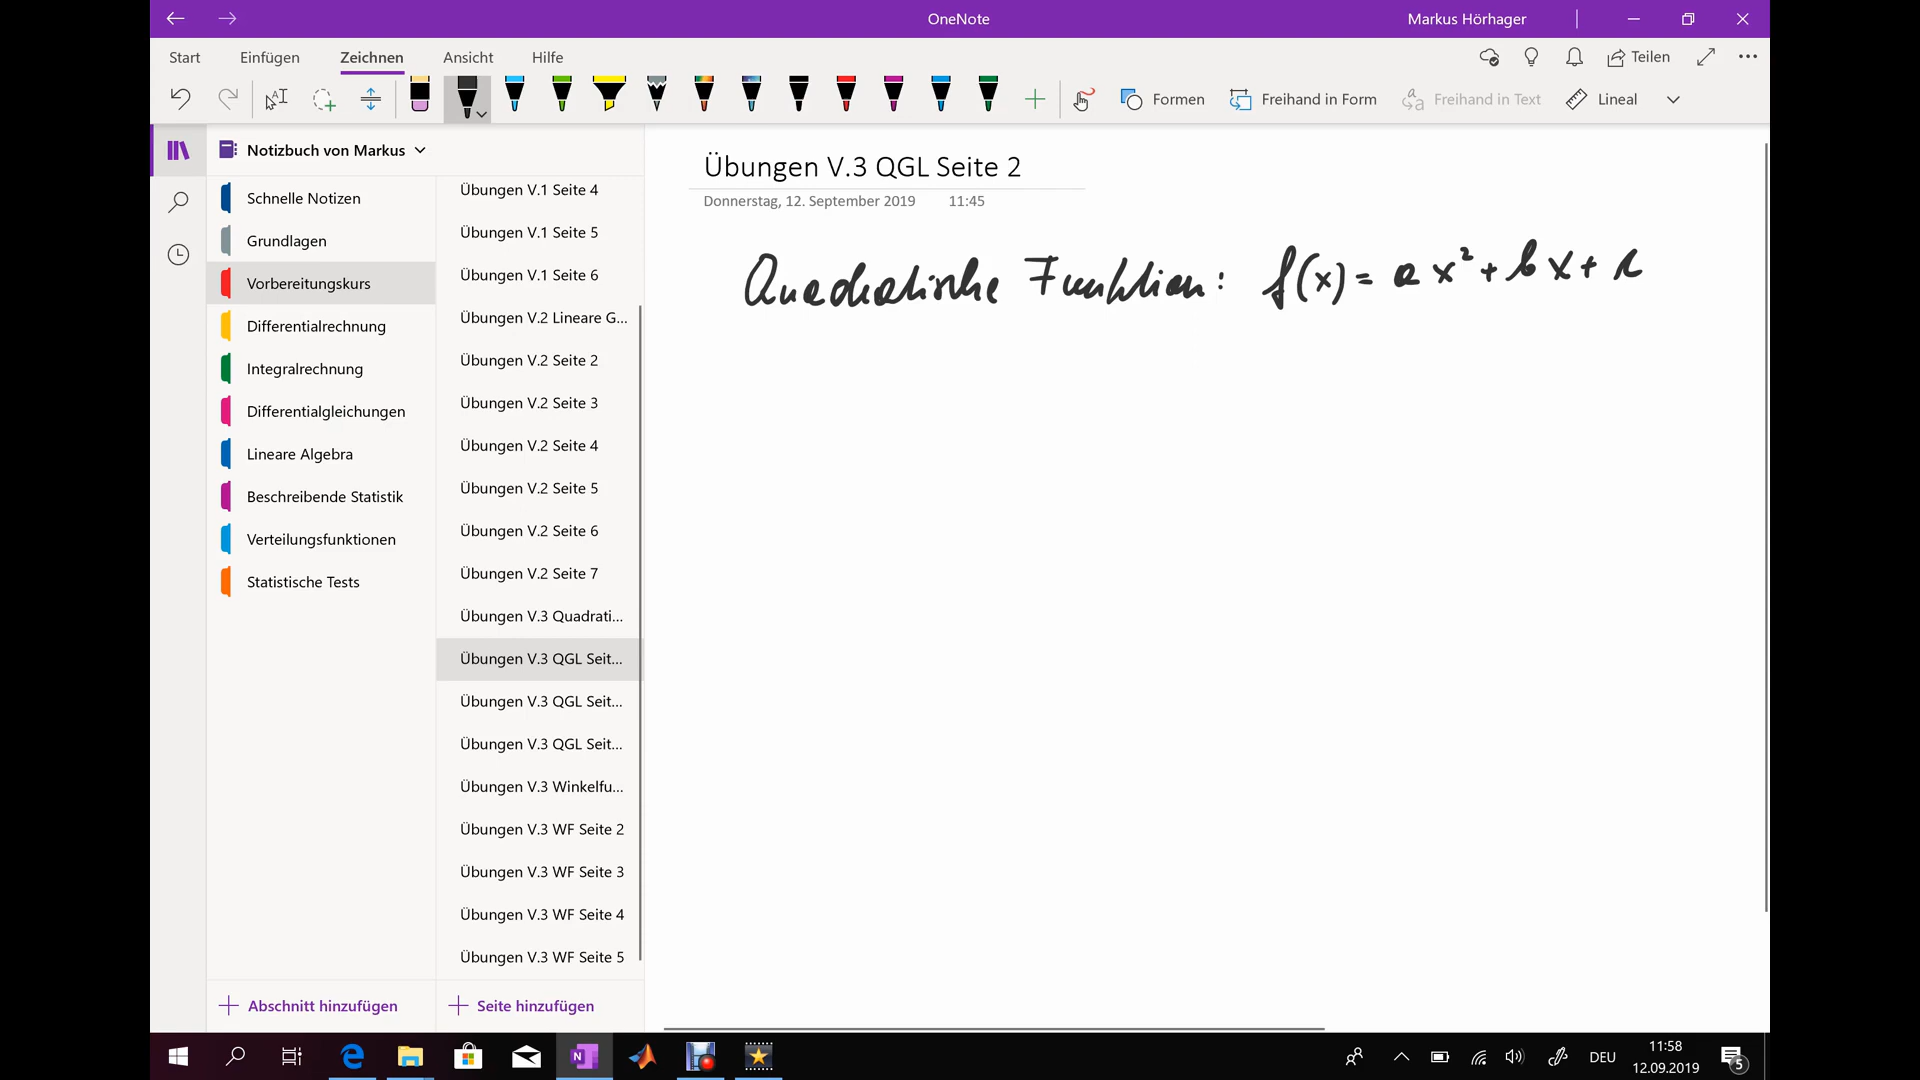 OneNote
Markus Hörhager
Start Einfügen Zeichnen Ansicht Hilfe
Teilen
Formen Freihand in Form Freihand in Text Lineal
Notizbuch von Markus
Schnelle Notizen
Grundlagen
Vorbereitungskurs
Differentialrechnung
Integralrechnung
Differentialgleichungen
Lineare Algebra
Beschreibende Statistik
Verteilungsfunktionen
Statistische Tests
Abschnitt hinzufügen
Übungen V.1 Seite 4
Übungen V.1 Seite 5
Übungen V.1 Seite 6
Übungen V.2 Lineare G...
Übungen V.2 Seite 2
Übungen V.2 Seite 3
Übungen V.2 Seite 4
Übungen V.2 Seite 5
Übungen V.2 Seite 6
Übungen V.2 Seite 7
Übungen V.3 Quadrati...
Übungen V.3 QGL Seit...
Übungen V.3 QGL Seit...
Übungen V.3 QGL Seit...
Übungen V.3 Winkelfu...
Übungen V.3 WF Seite 2
Übungen V.3 WF Seite 3
Übungen V.3 WF Seite 4
Übungen V.3 WF Seite 5
Seite hinzufügen
Übungen V.3 QGL Seite 2
Donnerstag, 12. September 2019 11:45
Quadratische Funktion: f(x) = ax² + bx + c
DEU
11:58
12.09.2019
5